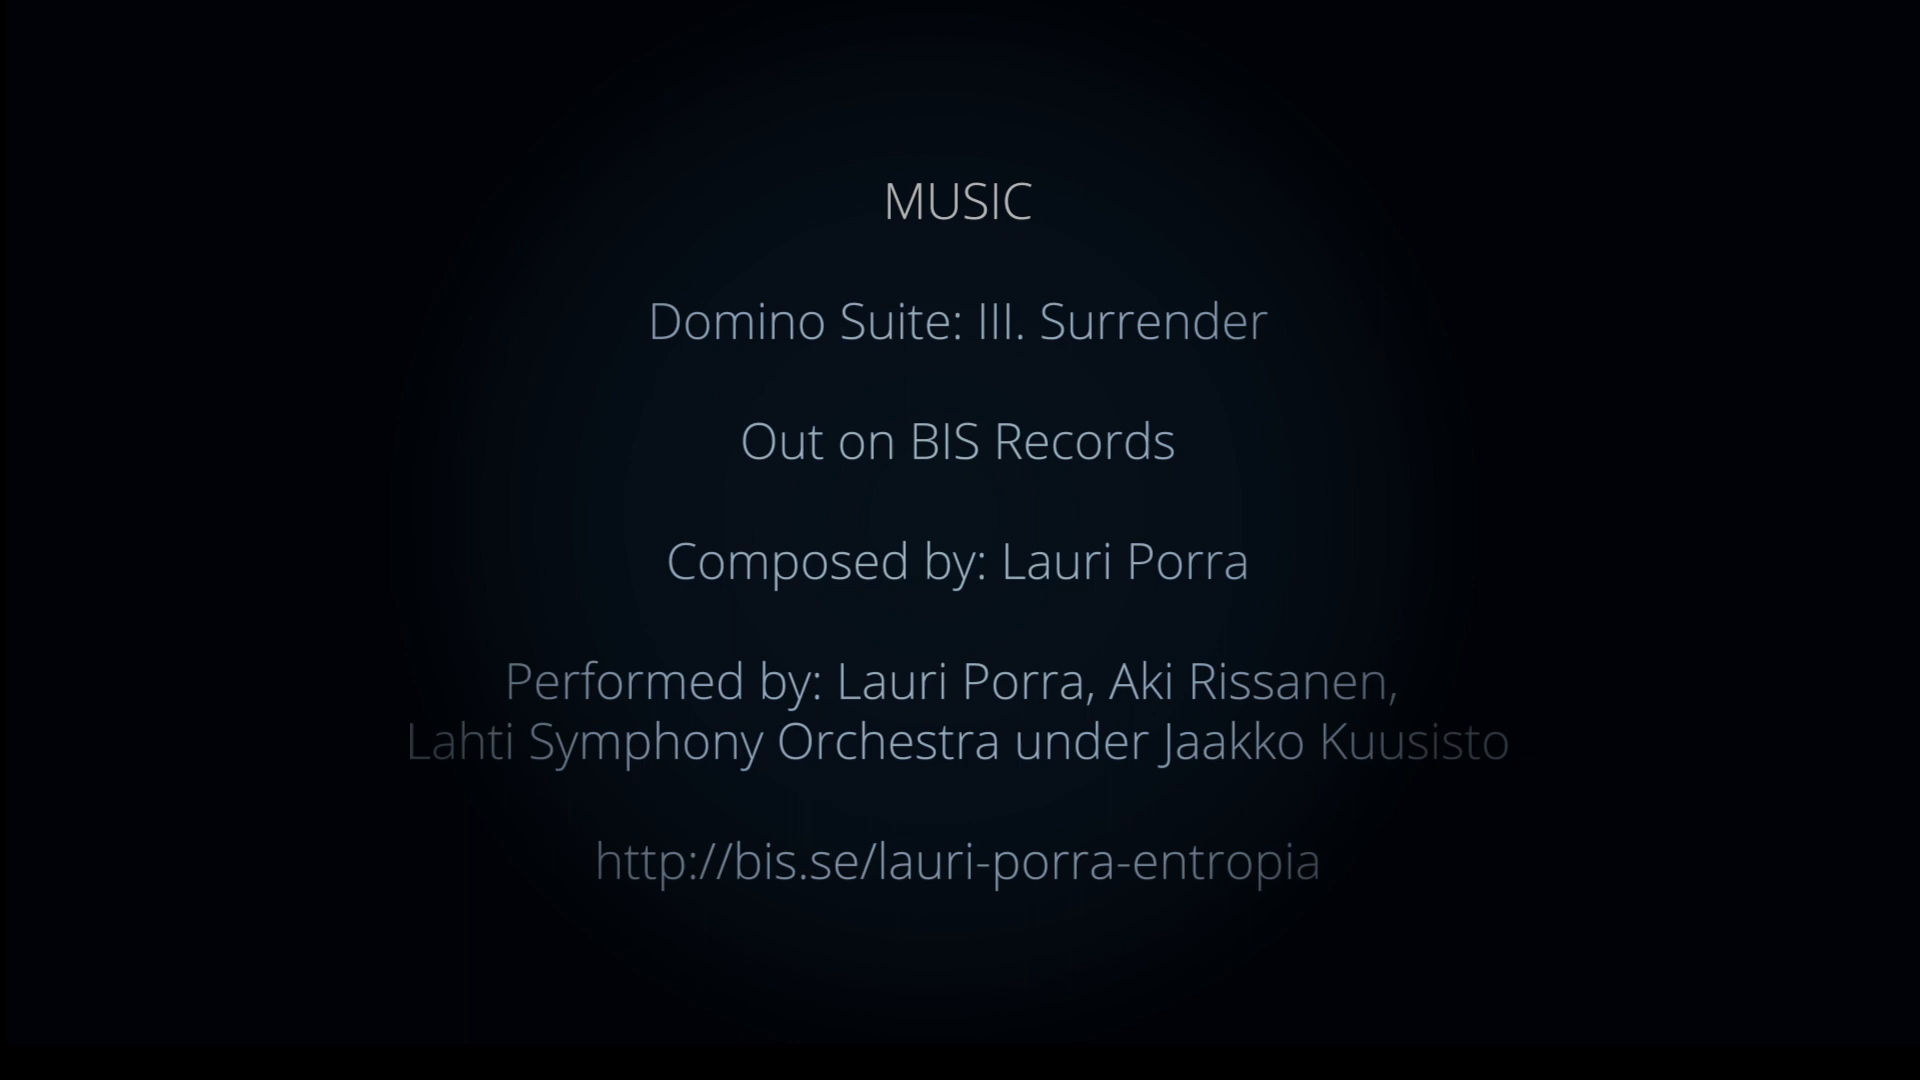 MUSIC
Domino Suite: III. Surrender
Out on BIS Records
Composed by: Lauri Porra
Performed by: Lauri Porra, Aki Rissanen,
Lahti Symphony Orchestra under Jaakko Kuusisto
http://bis.se/lauri-porra-entropia